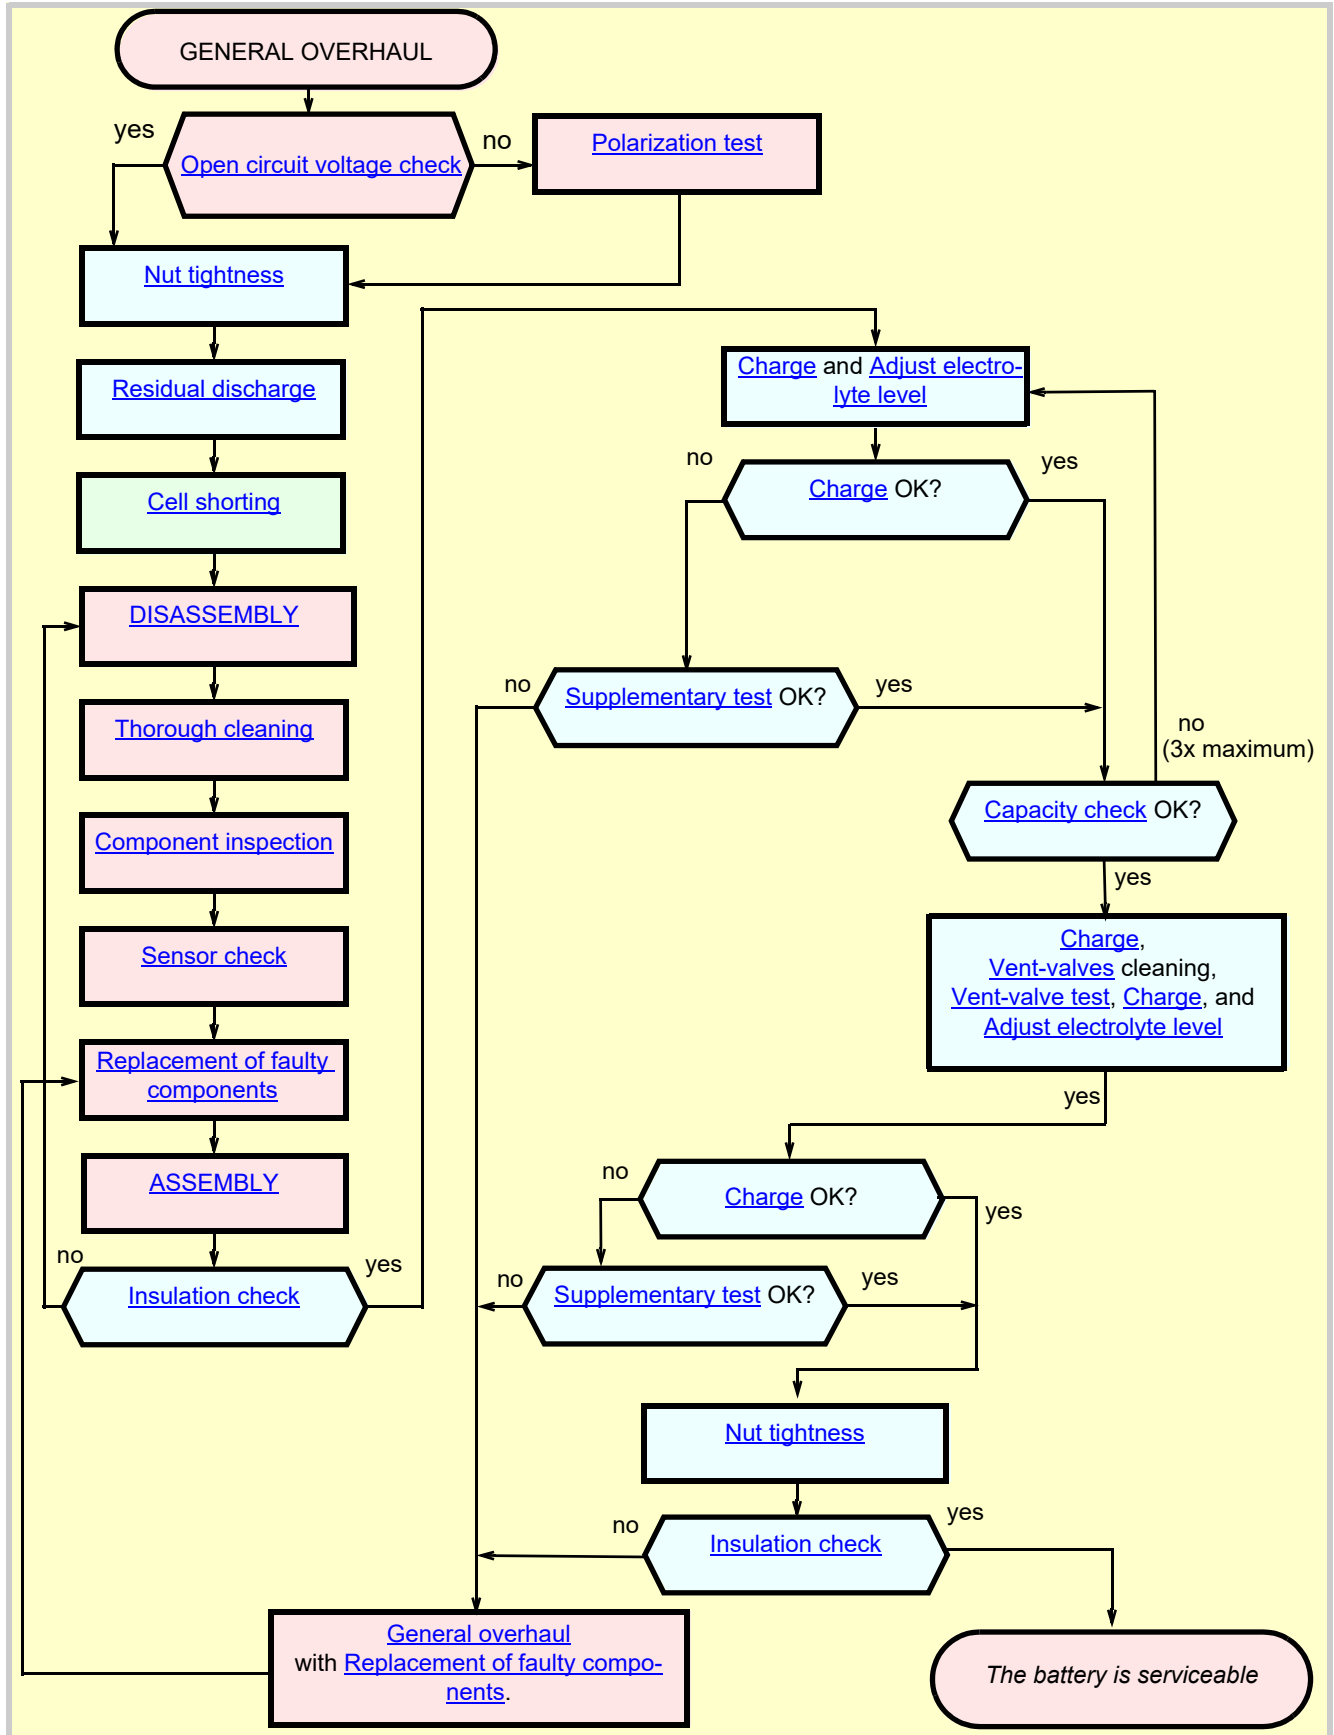 GENERAL OVERHAUL
yes
Open circuit voltage check
no
Polarization test
Nut tightness
Residual discharge
Cell shorting
DISASSEMBLY
Thorough cleaning
Component inspection
Sensor check
Replacement of faulty
components
ASSEMBLY
no
Insulation check
yes
Charge and Adjust electro-
lyte level
no
Charge OK?
yes
no
Supplementary test OK?
yes
no
(3x maximum)
Capacity check OK?
yes
Charge,
Vent-valves cleaning,
Vent-valve test, Charge, and
Adjust electrolyte level
yes
no
Charge OK?
yes
no
Supplementary test OK?
yes
Nut tightness
no
Insulation check
yes
General overhaul
with Replacement of faulty compo-
nents.
The battery is serviceable